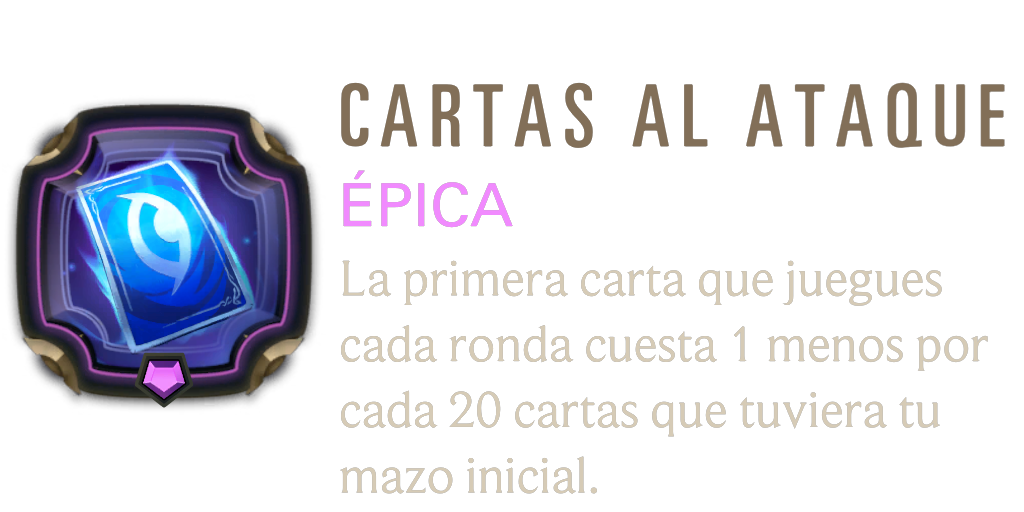 CARTAS AL ATAQUE
ÉPICA
La primera carta que juegues
cada ronda cuesta 1 menos por
cada 20 cartas que tuviera tu
mazo inicial.